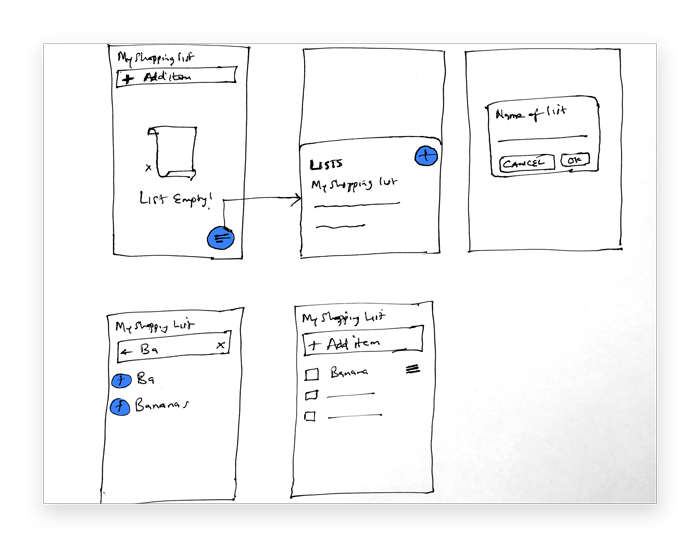 My Shopping list
+ Add item
x
List Empty!
LISTS
+
My Shopping list
Name of list
CANCEL
OK
My Shopping List
← Ba x
+ Ba
+ Bananas
My Shopping List
+ Add item
Banana